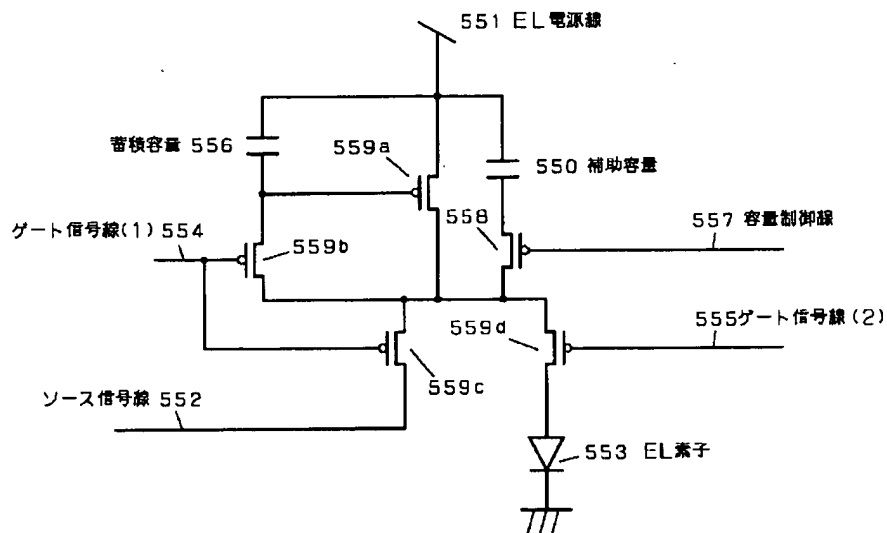 551 EL電源線
蓄積容量 556
559a
550 補助容量
558
557 容量制御線
ゲート信号線(1) 554
559b
555ゲート信号線(2)
559d
559c
ソース信号線 552
553 EL素子